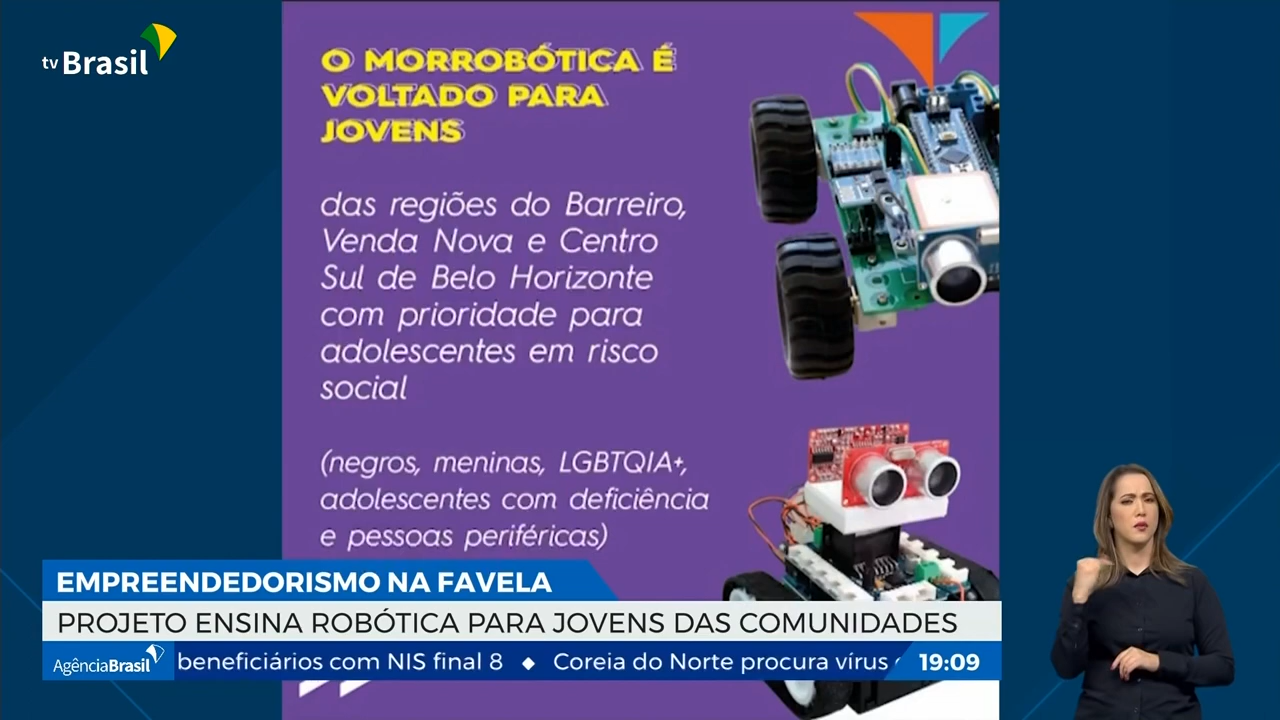 tv Brasil
O MORROBÓTICA É
VOLTADO PARA
JOVENS
das regiões do Barreiro,
Venda Nova e Centro
Sul de Belo Horizonte
com prioridade para
adolescentes em risco
social
(negros, meninas, LGBTQIA+,
adolescentes com deficiência
e pessoas periféricas)
EMPREENDEDORISMO NA FAVELA
PROJETO ENSINA ROBÓTICA PARA JOVENS DAS COMUNIDADES
AgênciaBrasil beneficiários com NIS final 8 ◆ Coreia do Norte procura vírus 19:09